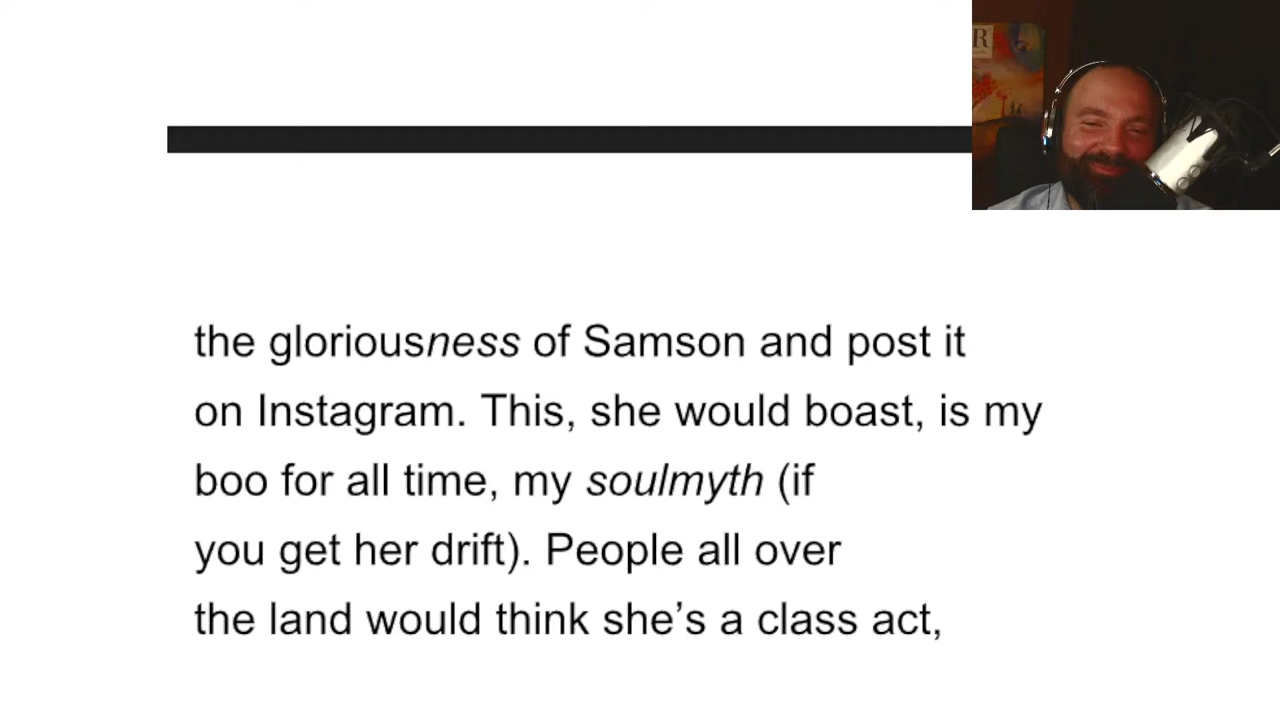 the gloriousness of Samson and post it
on Instagram. This, she would boast, is my
boo for all time, my soulmyth (if
you get her drift). People all over
the land would think she’s a class act,
R